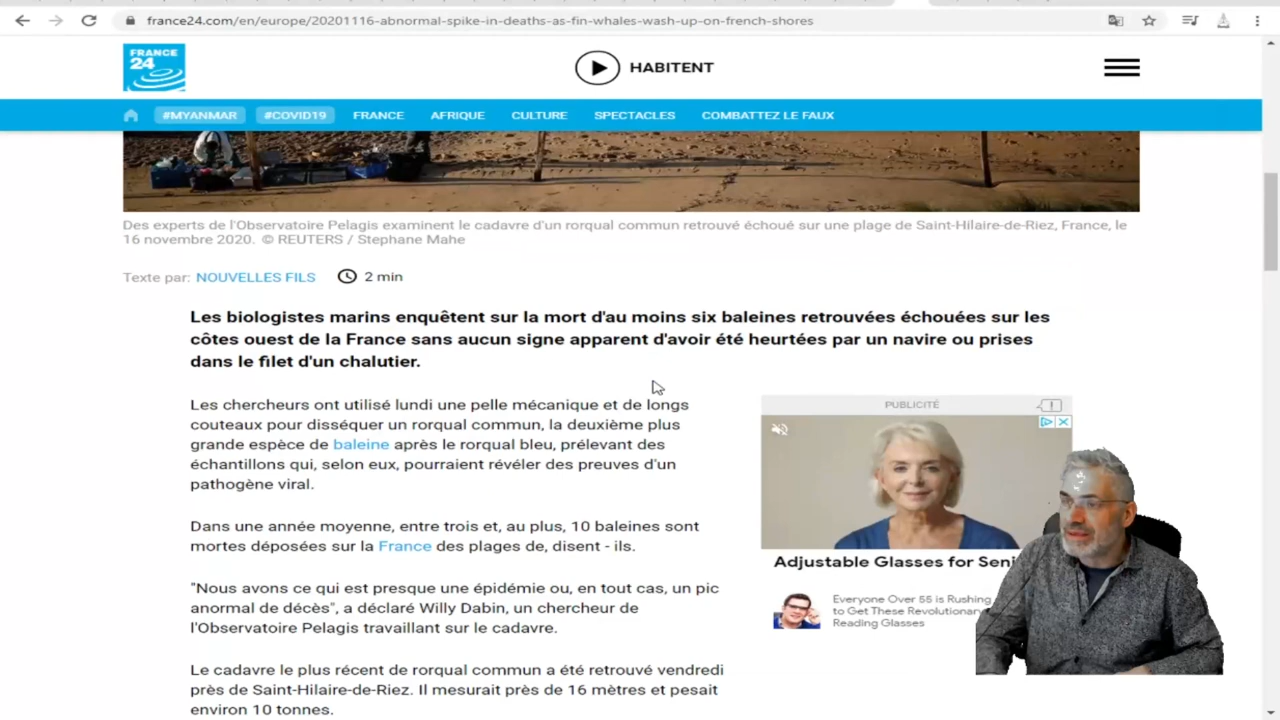 france24.com/en/europe/20201116-abnormal-spike-in-deaths-as-fin-whales-wash-up-on-french-shores
FRANCE
24
HABITENT
#MYANMAR #COVID19 FRANCE AFRIQUE CULTURE SPECTACLES COMBATTEZ LE FAUX
Des experts de l'Observatoire Pelagis examinent le cadavre d'un rorqual commun retrouvé échoué sur une plage de Saint-Hilaire-de-Riez, France, le
16 novembre 2020. © REUTERS / Stephane Mahe
Texte par: NOUVELLES FILS 2 min
Les biologistes marins enquêtent sur la mort d'au moins six baleines retrouvées échouées sur les
côtes ouest de la France sans aucun signe apparent d'avoir été heurtées par un navire ou prises
dans le filet d'un chalutier.
Les chercheurs ont utilisé lundi une pelle mécanique et de longs
couteaux pour disséquer un rorqual commun, la deuxième plus
grande espèce de baleine après le rorqual bleu, prélevant des
échantillons qui, selon eux, pourraient révéler des preuves d'un
pathogène viral.
Dans une année moyenne, entre trois et, au plus, 10 baleines sont
mortes déposées sur la France des plages de, disent - ils.
"Nous avons ce qui est presque une épidémie ou, en tout cas, un pic
anormal de décès", a déclaré Willy Dabin, un chercheur de
l'Observatoire Pelagis travaillant sur le cadavre.
Le cadavre le plus récent de rorqual commun a été retrouvé vendredi
près de Saint-Hilaire-de-Riez. Il mesurait près de 16 mètres et pesait
environ 10 tonnes.
PUBLICITÉ
Adjustable Glasses for Seni
Everyone Over 55 is Rushing
to Get These Revolutionary
Reading Glasses